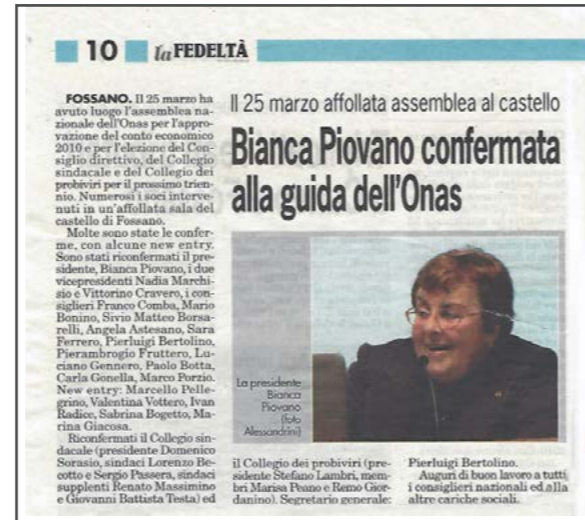 10 la FEDELTÀ
Il 25 marzo affollata assemblea al castello
Bianca Piovano confermata
alla guida dell'Onas
FOSSANO. Il 25 marzo ha
avuto luogo l'assemblea na-
zionale dell'Onas per l'appro-
vazione del conto economico
2010 e per l'elezione del Con-
siglio direttivo, del Collegio
sindacale e del Collegio dei
probiviri per il prossimo trien-
nio. Numerosi i soci interve-
nuti in un'affollata sala del
castello di Fossano.
Molte sono state le confer-
me, con alcune new entry.
Sono stati riconfermati il pre-
sidente, Bianca Piovano, i due
vicepresidenti Nadia Marchi-
sio e Vittorino Cravero, i con-
siglieri Franco Comba, Mario
Bonino, Sivio Matteo Borsa-
relli, Angela Astesano, Sara
Ferrero, Pierluigi Bertolino,
Pierambrogio Fruttero, Lu-
ciano Gennero, Paolo Botta,
Carla Gonella, Marco Porzio.
New entry: Marcello Pelle-
grino, Valentina Vottero, Ivan
Radice, Sabrina Bogetto, Ma-
rina Giacosa.
Riconfermati il Collegio sin-
dacale (presidente Domenico
Sorasio, sindaci Lorenzo Be-
cotto e Sergio Passera, sindaci
supplenti Renato Massimino
e Giovanni Battista Testa) ed
La presidente
Bianca
Piovano
(foto
Alessandrini)
il Collegio dei probiviri (pre-
sidente Stefano Lambri, mem-
bri Marisa Peano e Remo Gior-
danino). Segretario generale:
Pierluigi Bertolino.
Auguri di buon lavoro a tutti
i consiglieri nazionali ed alla
altre cariche sociali.